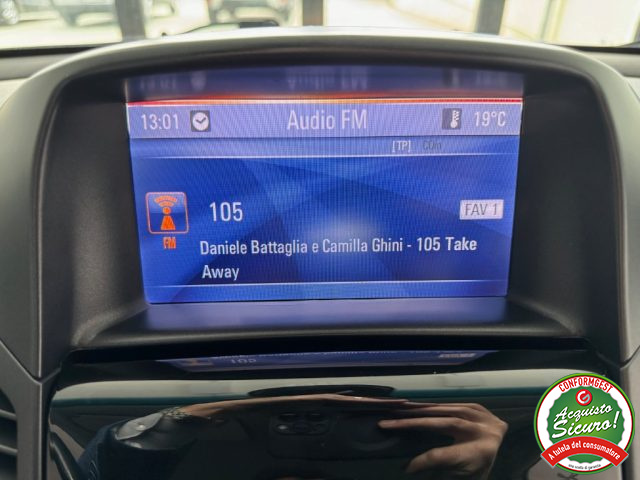 13:01 Audio FM 19°C
[TP]
105
FAV 1
FM
Daniele Battaglia e Camilla Ghini - 105 Take
Away
105
CONFORMGEST
Acquisto
Sicuro!
A tutela del consumatore